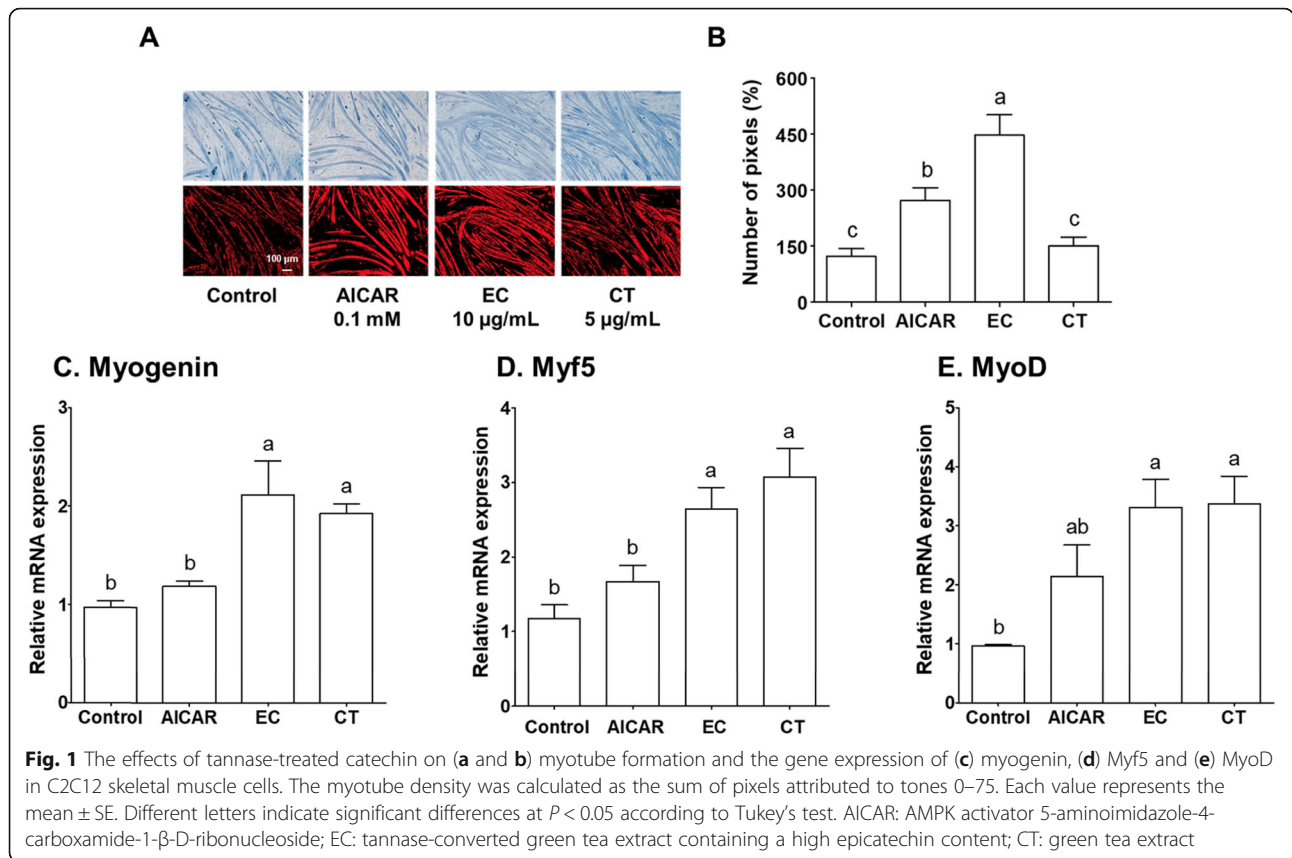 A
100 µm
Control
AICAR
0.1 mM
EC
10 µg/mL
CT
5 µg/mL
B
Number of pixels (%)
600
450
300
150
0
c
b
a
c
Control
AICAR
EC
CT
C. Myogenin
Relative mRNA expression
3
2
1
0
b
b
a
a
Control
AICAR
EC
CT
D. Myf5
Relative mRNA expression
4
3
2
1
0
b
b
a
a
Control
AICAR
EC
CT
E. MyoD
Relative mRNA expression
5
4
3
2
1
0
b
ab
a
a
Control
AICAR
EC
CT
Fig. 1 The effects of tannase-treated catechin on (a and b) myotube formation and the gene expression of (c) myogenin, (d) Myf5 and (e) MyoD
in C2C12 skeletal muscle cells. The myotube density was calculated as the sum of pixels attributed to tones 0–75. Each value represents the
mean ± SE. Different letters indicate significant differences at P < 0.05 according to Tukey's test. AICAR: AMPK activator 5-aminoimidazole-4-
carboxamide-1-β-D-ribonucleoside; EC: tannase-converted green tea extract containing a high epicatechin content; CT: green tea extract